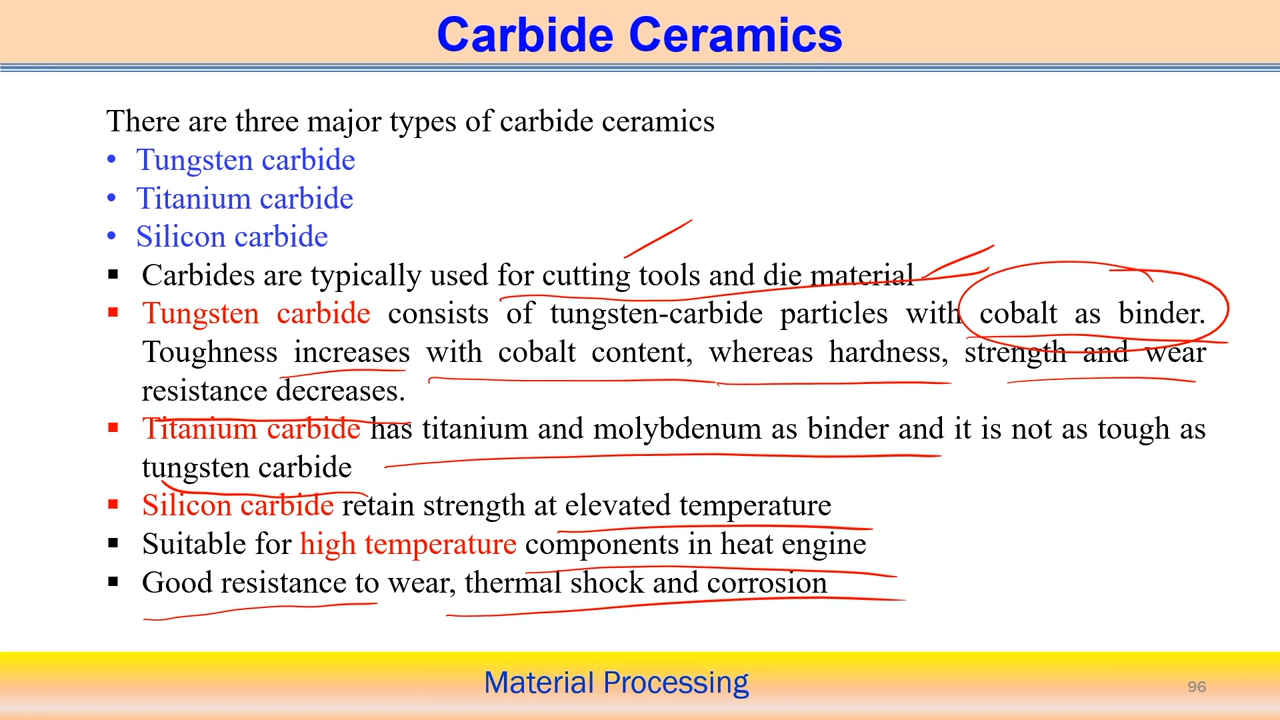 Carbide Ceramics
There are three major types of carbide ceramics
• Tungsten carbide
• Titanium carbide
• Silicon carbide
▪ Carbides are typically used for cutting tools and die material
▪ Tungsten carbide consists of tungsten-carbide particles with cobalt as binder.
Toughness increases with cobalt content, whereas hardness, strength and wear
resistance decreases.
▪ Titanium carbide has titanium and molybdenum as binder and it is not as tough as
tungsten carbide
▪ Silicon carbide retain strength at elevated temperature
▪ Suitable for high temperature components in heat engine
▪ Good resistance to wear, thermal shock and corrosion
Material Processing
96